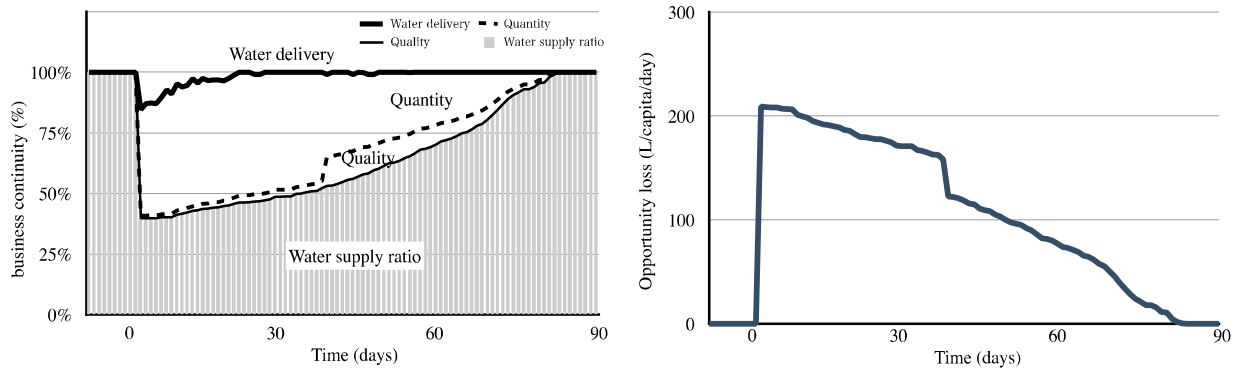 Water delivery
Quantity
Quality
Water supply ratio
Water delivery
100%
75%
50%
25%
0%
business continuity (%)
Quantity
Quality
Water supply ratio
0
30
60
90
Time (days)
300
200
100
0
Opportunity loss (L/capita/day)
0
30
60
90
Time (days)